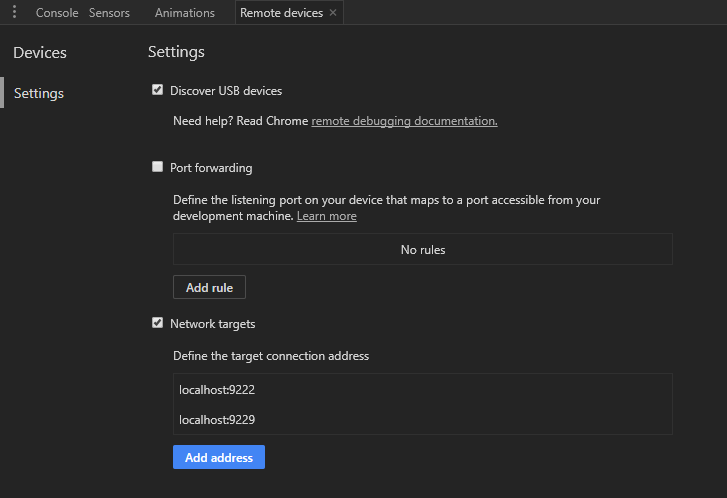 Console Sensors Animations Remote devices ×
Devices
Settings
Settings
Discover USB devices
Need help? Read Chrome remote debugging documentation.
Port forwarding
Define the listening port on your device that maps to a port accessible from your
development machine. Learn more
No rules
Add rule
Network targets
Define the target connection address
localhost:9222
localhost:9229
Add address